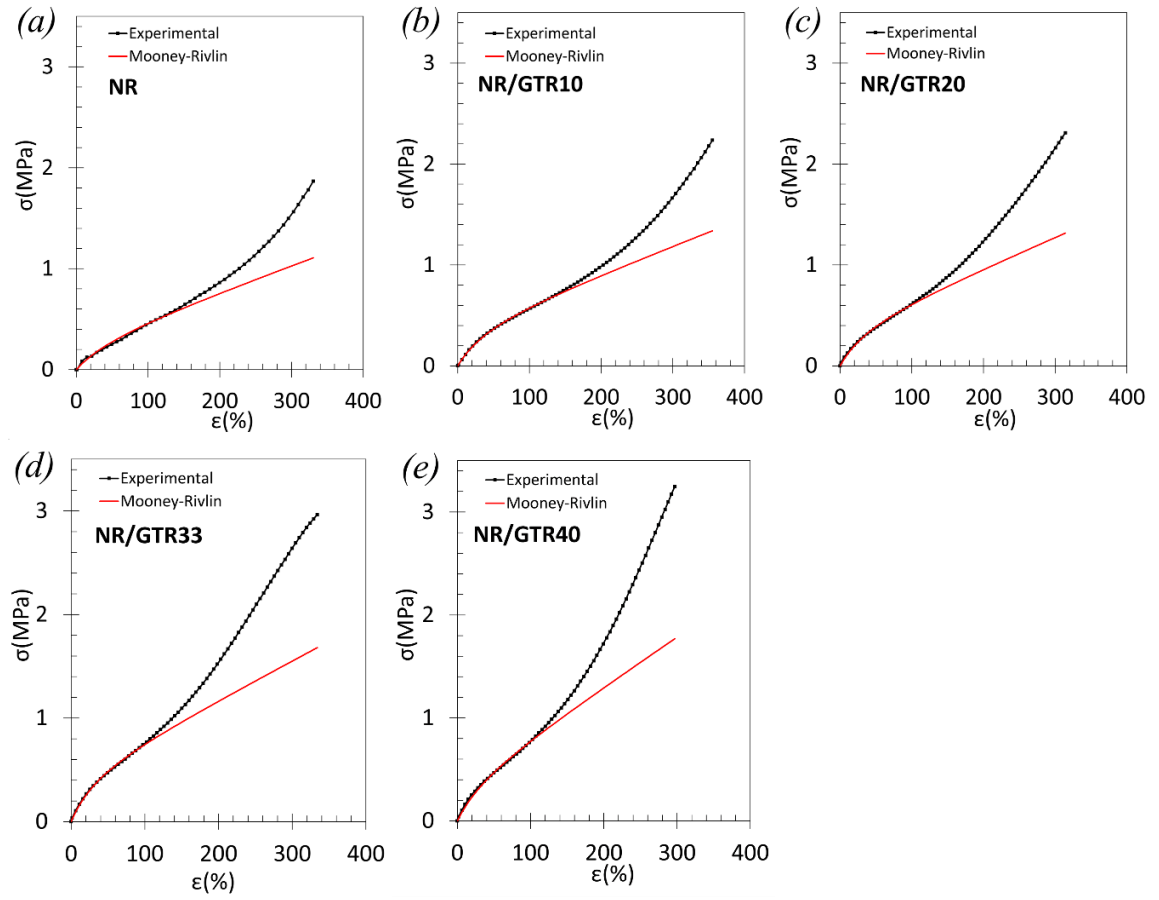 (a)
Experimental
Mooney-Rivlin
NR
3
2
1
0
σ(MPa)
0 100 200 300 400
ε(%)
(b)
Experimental
Mooney-Rivlin
NR/GTR10
3
2
1
0
σ(MPa)
0 100 200 300 400
ε(%)
(c)
Experimental
Mooney-Rivlin
NR/GTR20
3
2
1
0
σ(MPa)
0 100 200 300 400
ε(%)
(d)
Experimental
Mooney-Rivlin
NR/GTR33
3
2
1
0
σ(MPa)
0 100 200 300 400
ε(%)
(e)
Experimental
Mooney-Rivlin
NR/GTR40
3
2
1
0
σ(MPa)
0 100 200 300 400
ε(%)